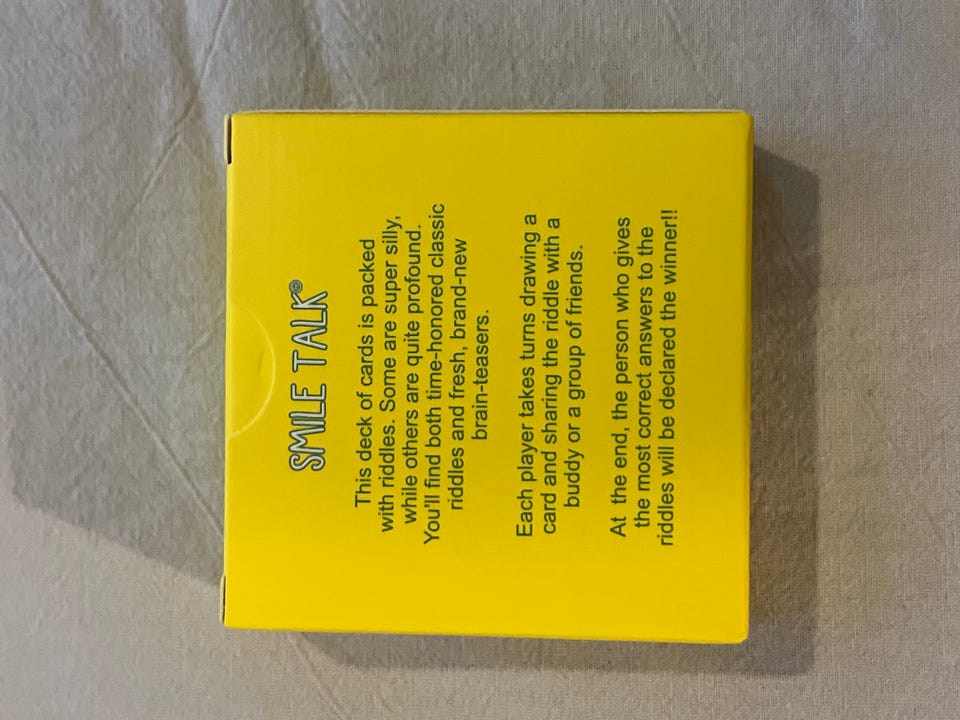 SMILE TALK®
This deck of cards is packed
with riddles. Some are super silly,
while others are quite profound.
You'll find both time-honored classic
riddles and fresh, brand-new
brain-teasers.
Each player takes turns drawing a
card and sharing the riddle with a
buddy or a group of friends.
At the end, the person who gives
the most correct answers to the
riddles will be declared the winner!!